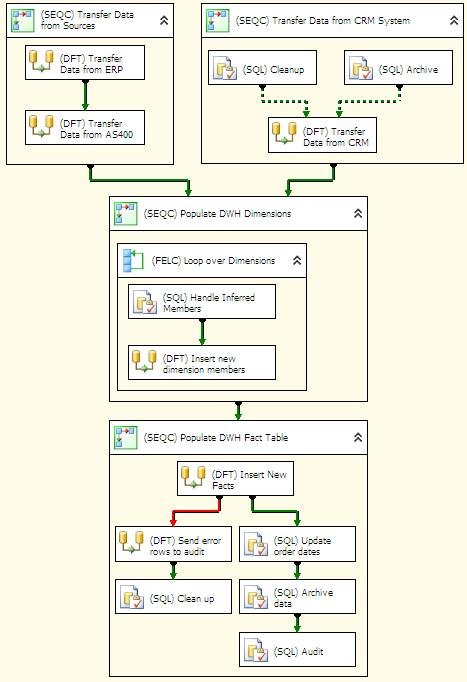 (SEQC) Transfer Data
from Sources
(DFT) Transfer
Data from ERP
(DFT) Transfer
Data from AS400
(SEQC) Transfer Data from CRM System
(SQL) Cleanup
(SQL) Archive
(DFT) Transfer
Data from CRM
(SEQC) Populate DWH Dimensions
(FELC) Loop over Dimensions
(SQL) Handle Inferred
Members
(DFT) Insert new
dimension members
(SEQC) Populate DWH Fact Table
(DFT) Insert New
Facts
(DFT) Send error
rows to audit
(SQL) Clean up
(SQL) Update
order dates
(SQL) Archive
data
(SQL) Audit